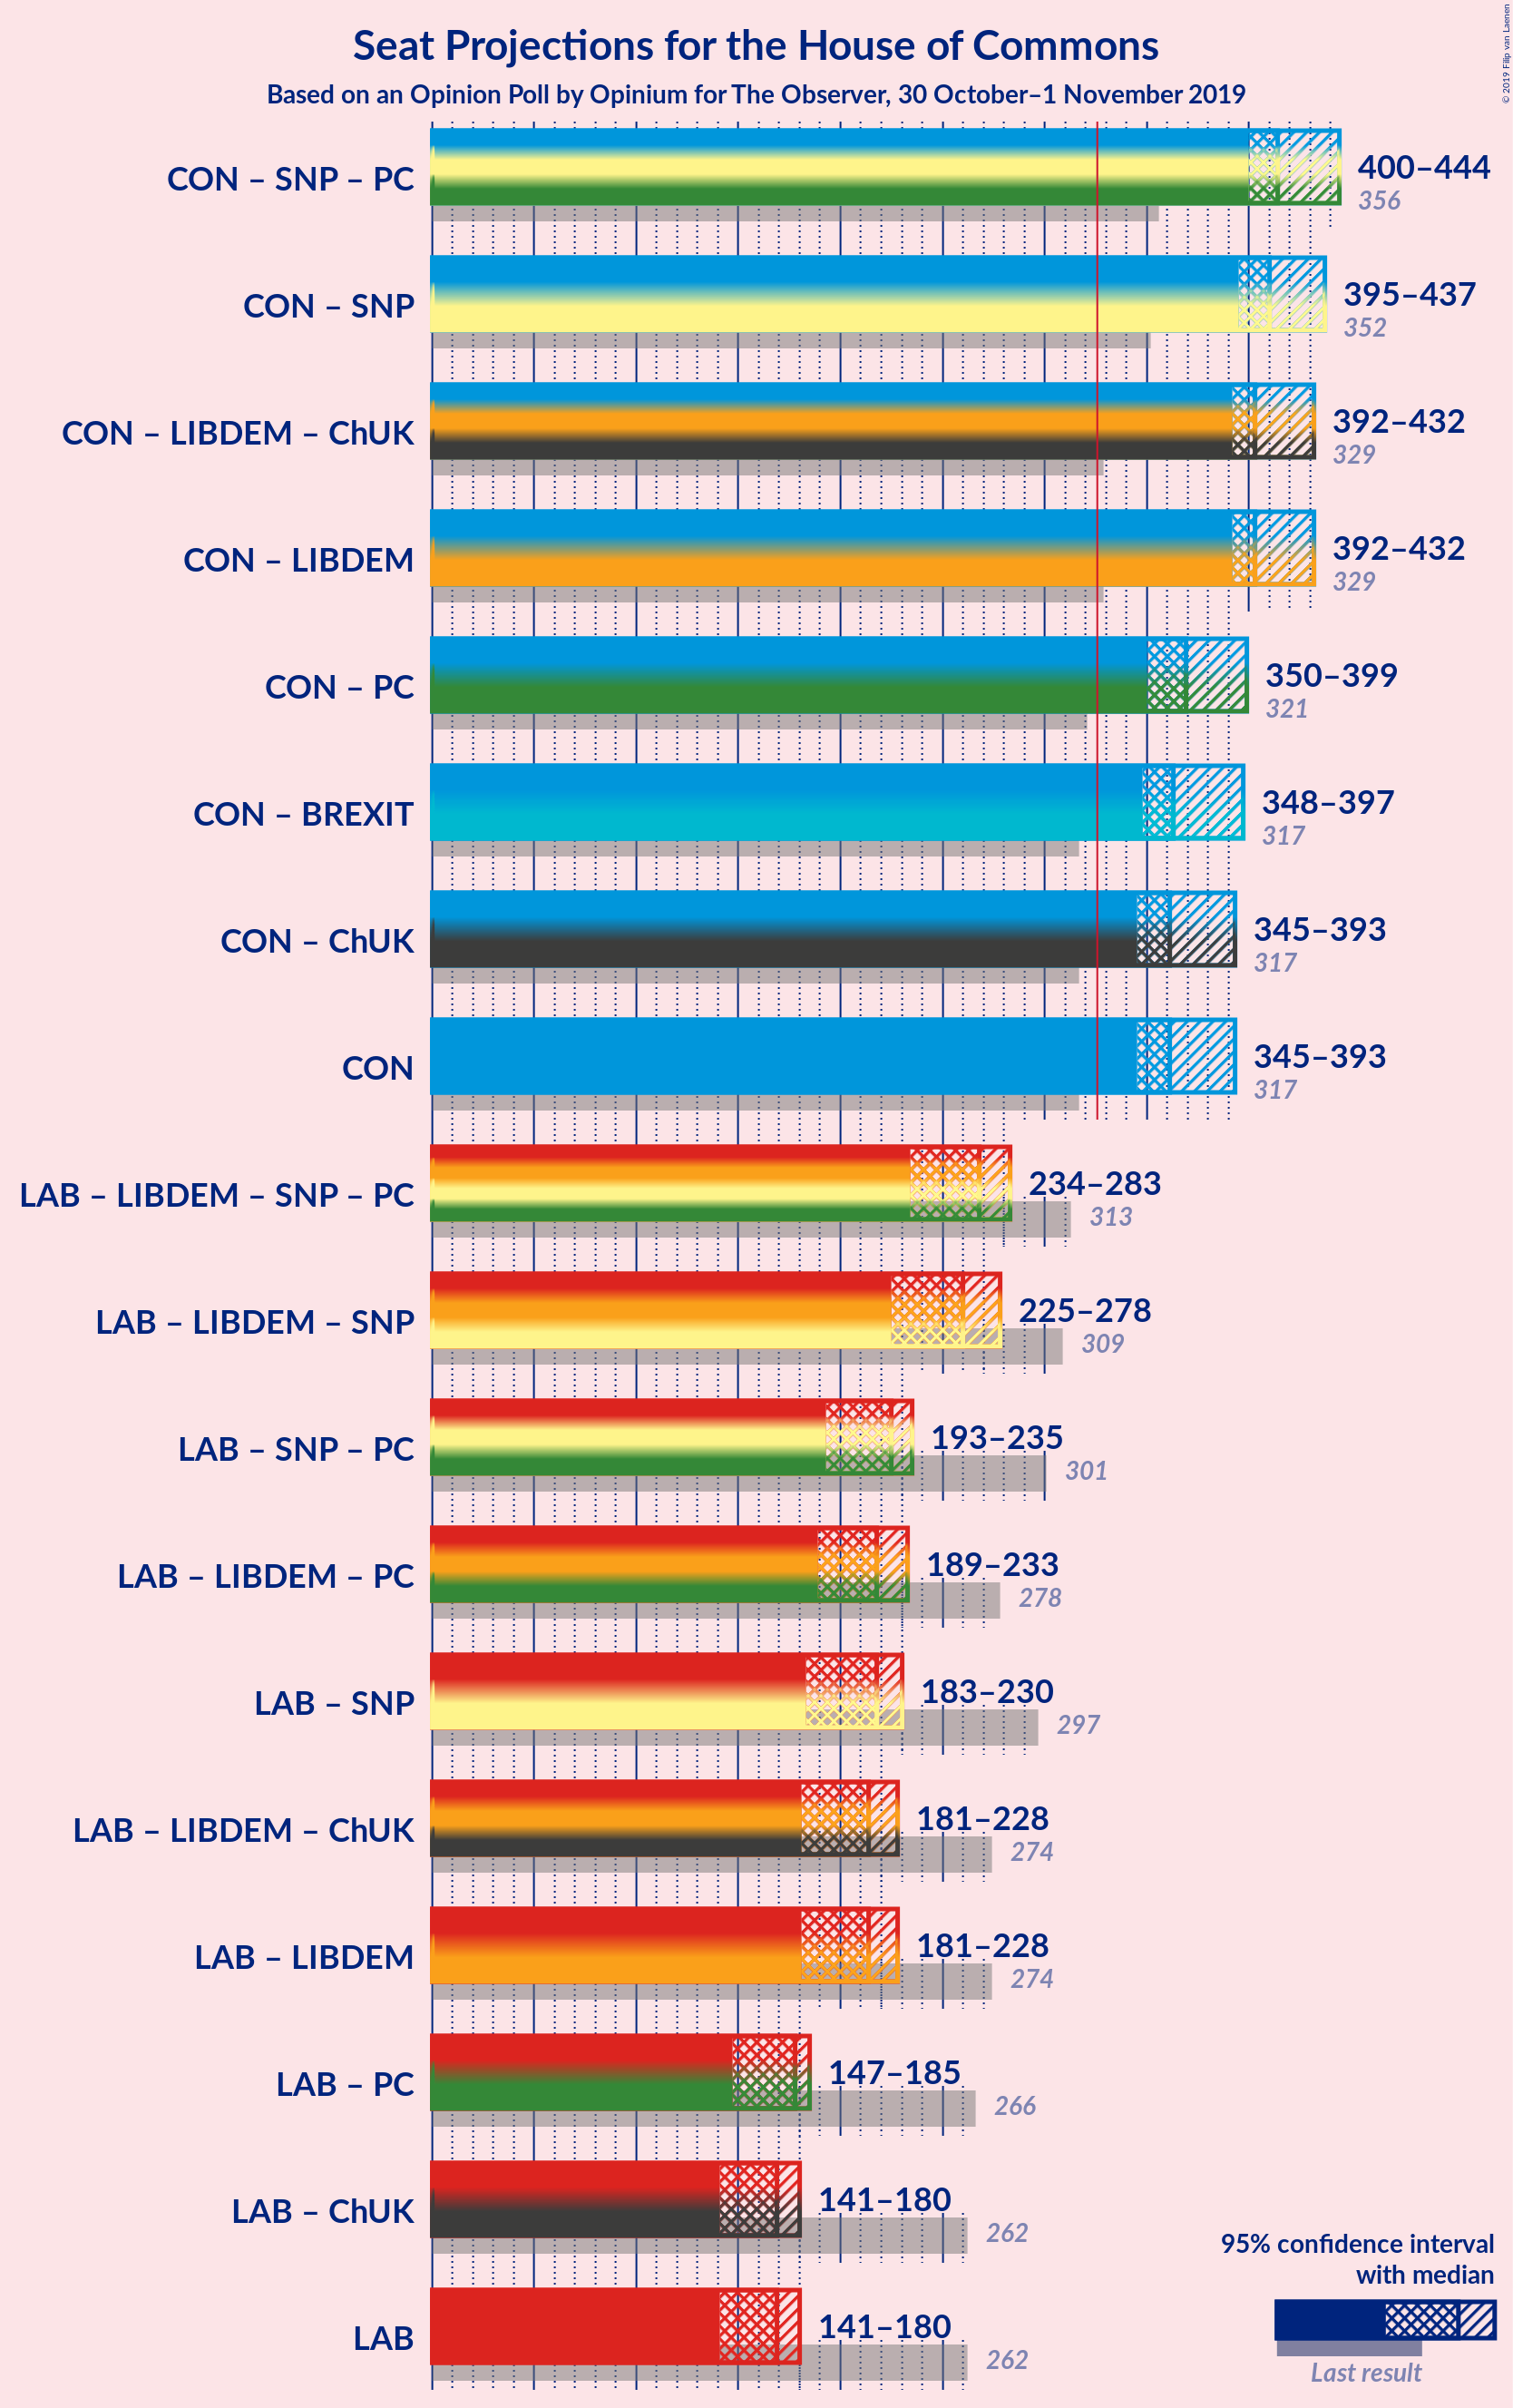 Seat Projections for the House of Commons
Based on an Opinion Poll by Opinium for The Observer, 30 October–1 November 2019
© 2019 Filip van Laenen
CON – SNP – PC
400–444
356
CON – SNP
395–437
352
CON – LIBDEM – ChUK
392–432
329
CON – LIBDEM
392–432
329
CON – PC
350–399
321
CON – BREXIT
348–397
317
CON – ChUK
345–393
317
CON
345–393
317
LAB – LIBDEM – SNP – PC
234–283
313
LAB – LIBDEM – SNP
225–278
309
LAB – SNP – PC
193–235
301
LAB – LIBDEM – PC
189–233
278
LAB – SNP
183–230
297
LAB – LIBDEM – ChUK
181–228
274
LAB – LIBDEM
181–228
274
LAB – PC
147–185
266
LAB – ChUK
141–180
262
LAB
141–180
262
95% confidence interval
with median
Last result